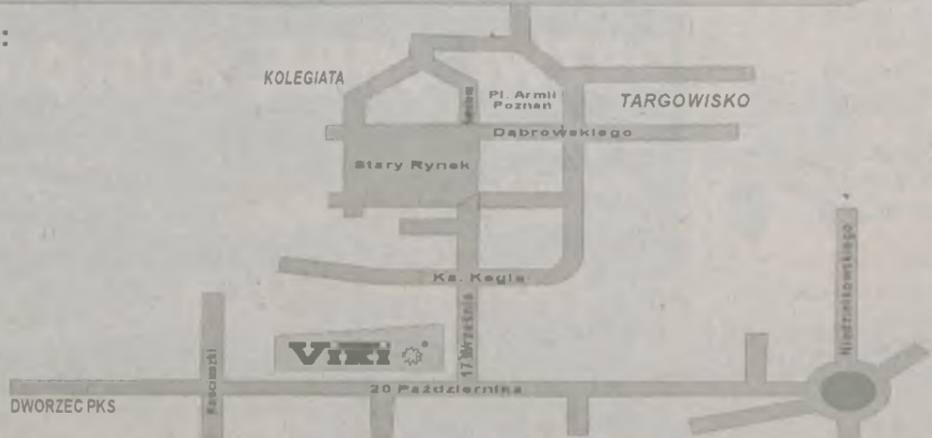 :
KOLEGIATA
Pl. Armii
Poznań
TARGOWISKO
Dąbrowskiego
Stary Rynek
Niedziałkowskiego
Ks. Kegla
17 Września
VIKI
20 Października
DWORZEC PKS